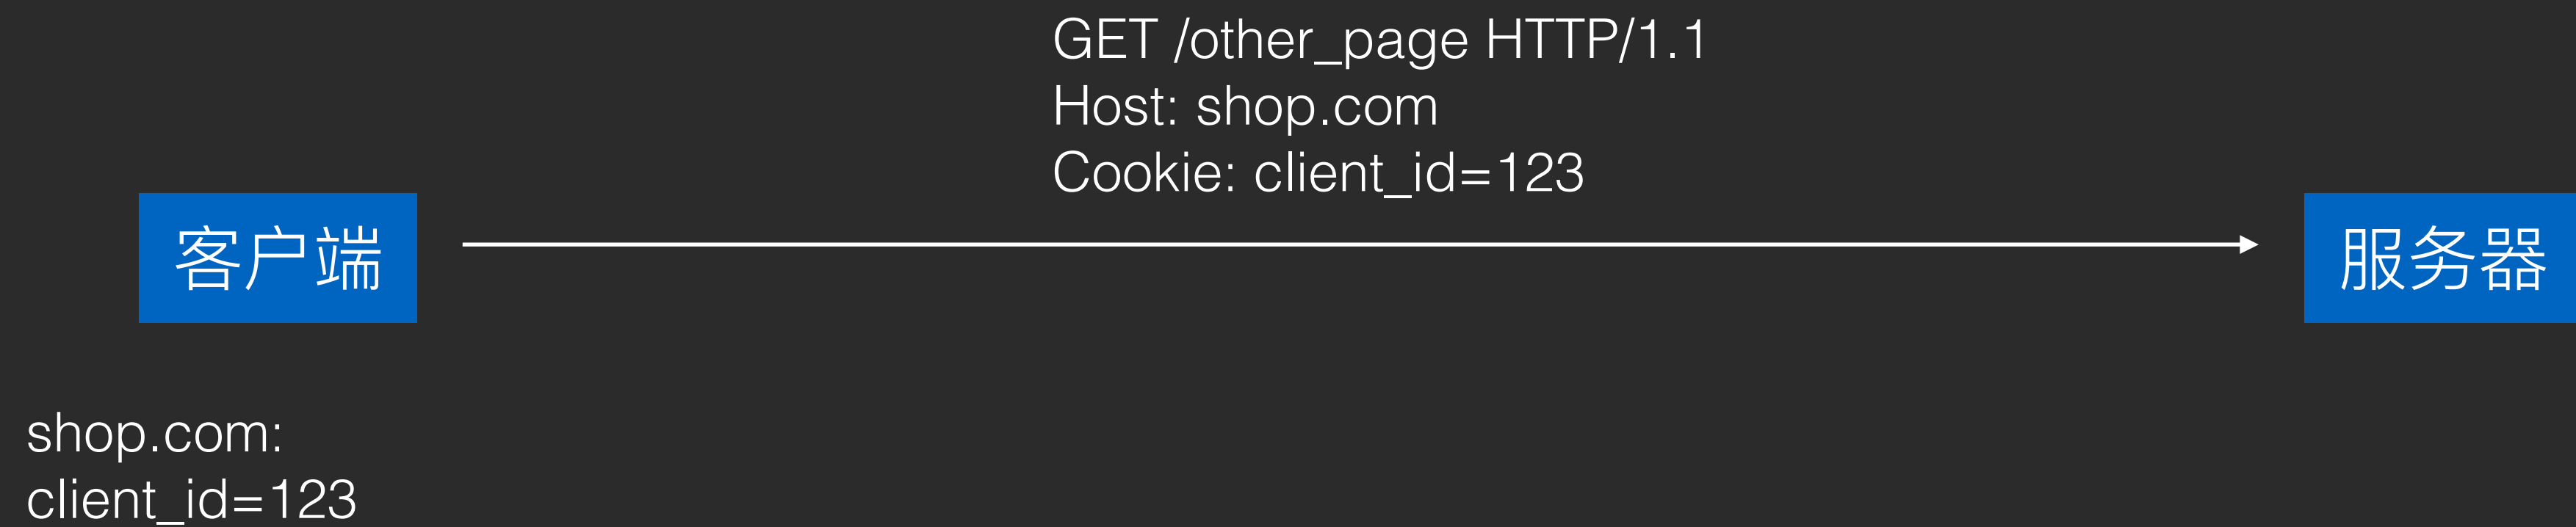 GET /other_page HTTP/1.1
Host: shop.com
Cookie: client_id=123
客户端
服务器
shop.com:
client_id=123